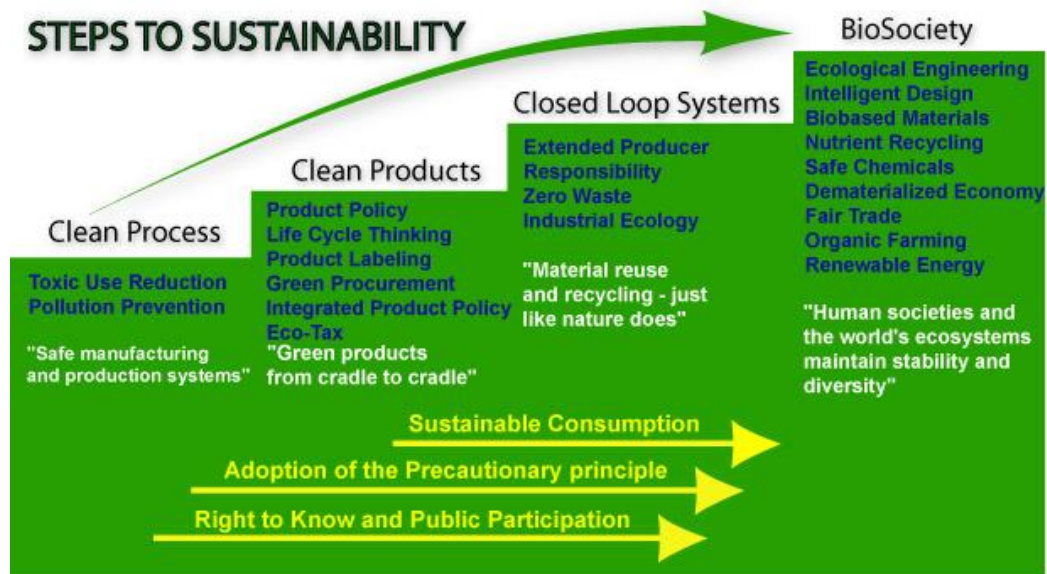 STEPS TO SUSTAINABILITY
Clean Process
Toxic Use Reduction
Pollution Prevention
"Safe manufacturing
and production systems"
Clean Products
Product Policy
Life Cycle Thinking
Product Labeling
Green Procurement
Integrated Product Policy
Eco-Tax
"Green products
from cradle to cradle"
Closed Loop Systems
Extended Producer
Responsibility
Zero Waste
Industrial Ecology
"Material reuse
and recycling - just
like nature does"
BioSociety
Ecological Engineering
Intelligent Design
Biobased Materials
Nutrient Recycling
Safe Chemicals
Dematerialized Economy
Fair Trade
Organic Farming
Renewable Energy
"Human societies and
the world's ecosystems
maintain stability and
diversity"
Sustainable Consumption
Adoption of the Precautionary principle
Right to Know and Public Participation